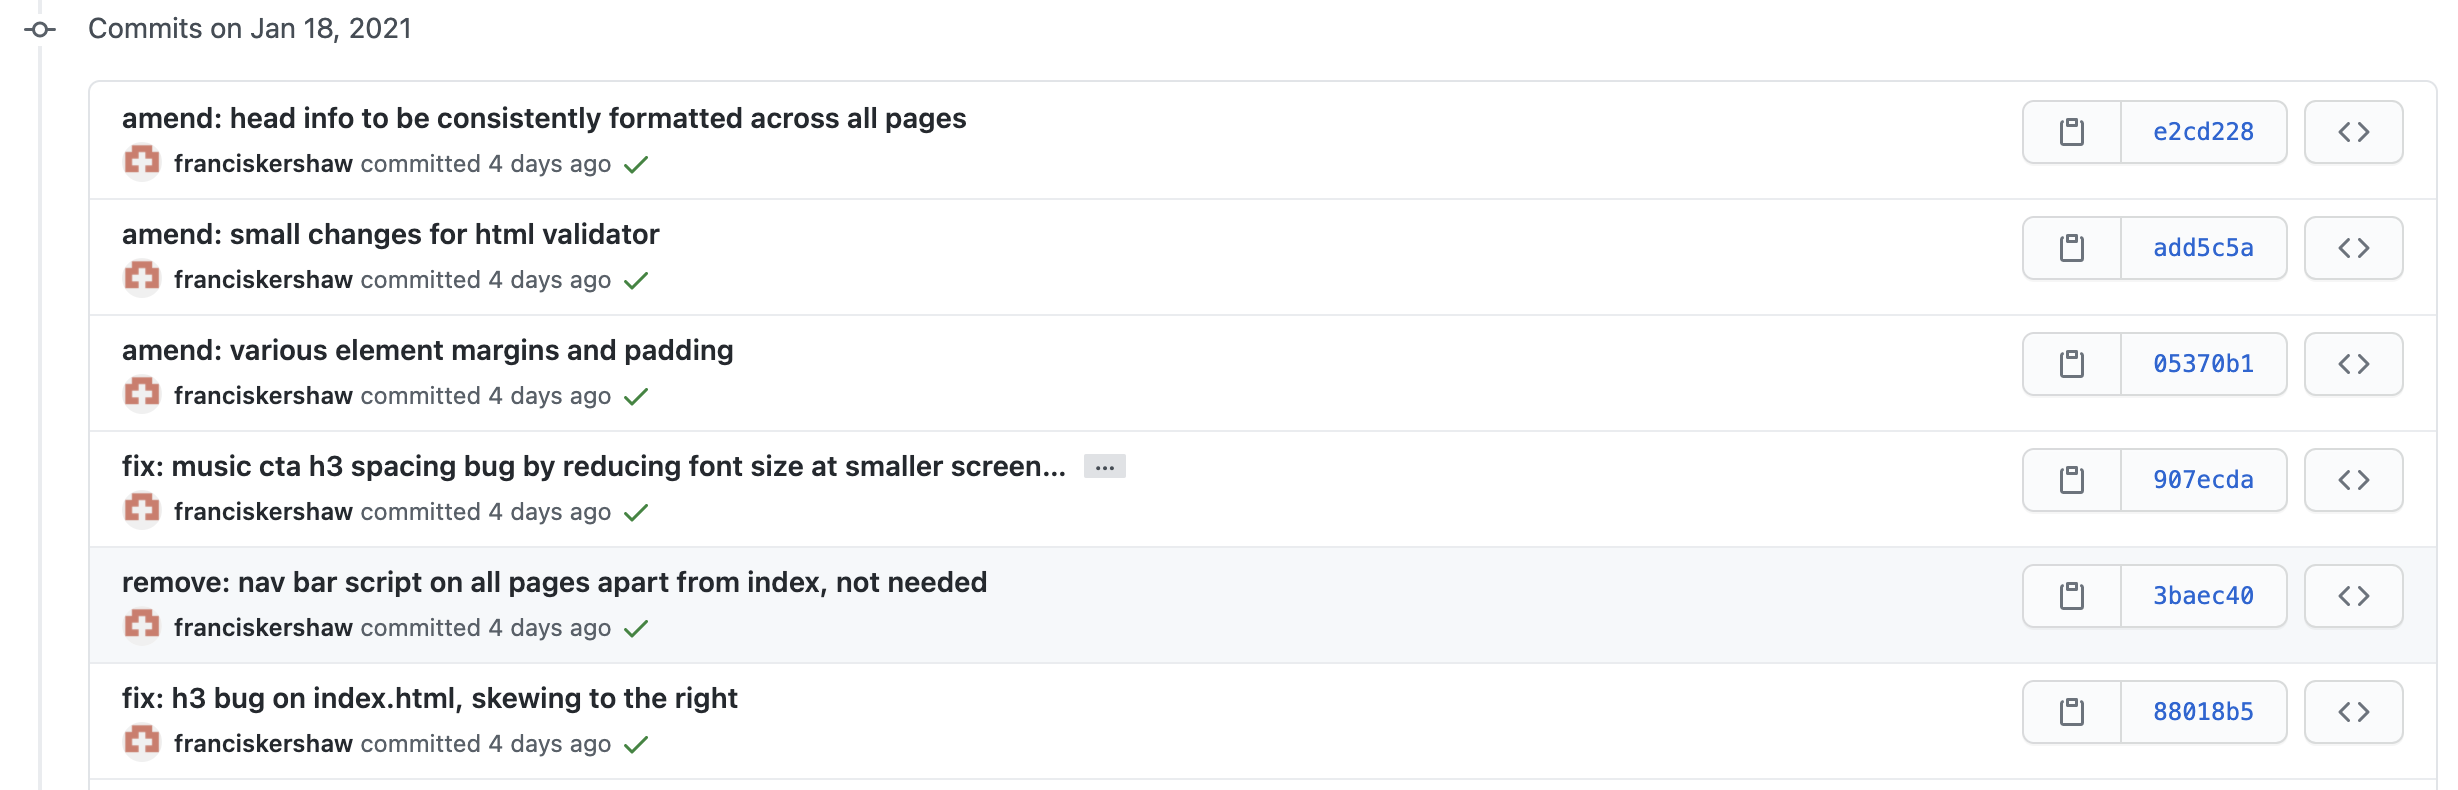 Commits on Jan 18, 2021
amend: head info to be consistently formatted across all pages
franciskershaw committed 4 days ago
e2cd228
amend: small changes for html validator
franciskershaw committed 4 days ago
add5c5a
amend: various element margins and padding
franciskershaw committed 4 days ago
05370b1
fix: music cta h3 spacing bug by reducing font size at smaller screen... ...
franciskershaw committed 4 days ago
907ecda
remove: nav bar script on all pages apart from index, not needed
franciskershaw committed 4 days ago
3baec40
fix: h3 bug on index.html, skewing to the right
franciskershaw committed 4 days ago
88018b5